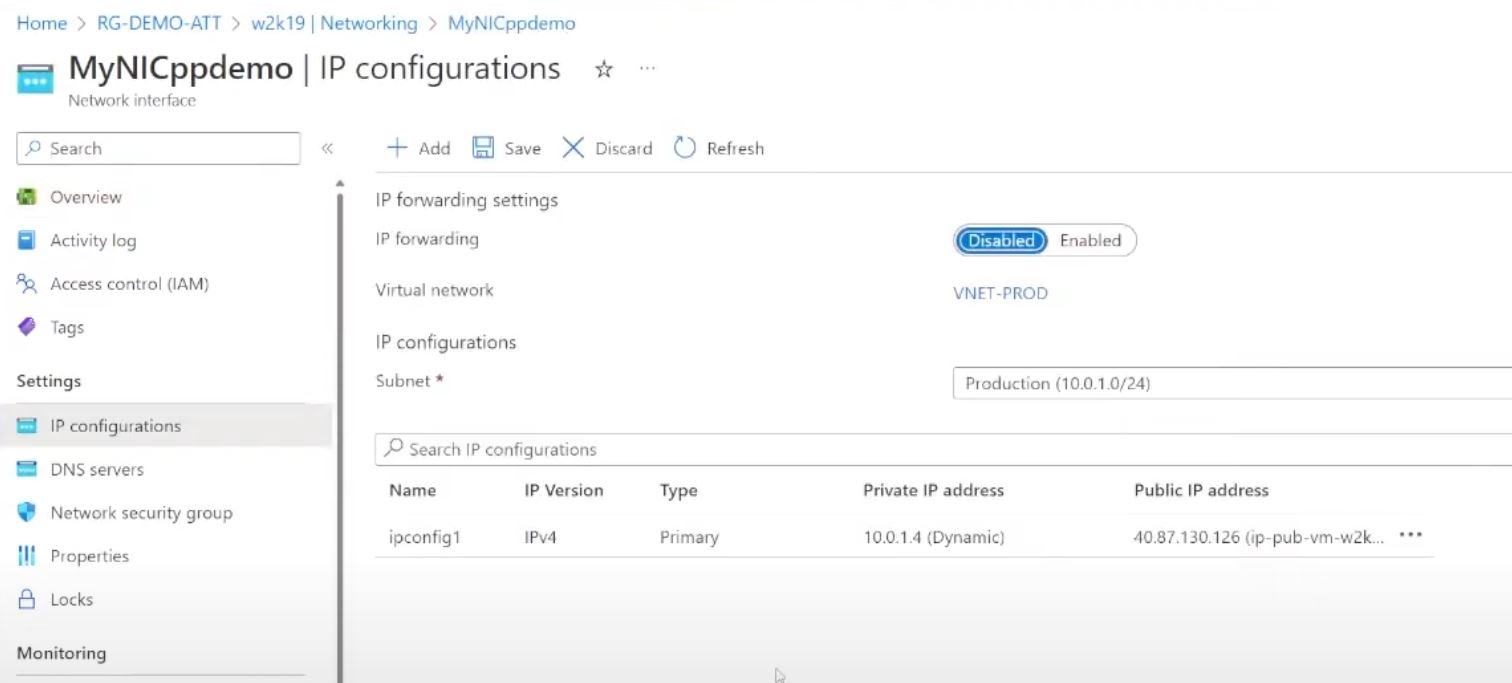 Home > RG-DEMO-ATT > w2k19 | Networking > MyNICppdemo
MyNICppdemo | IP configurations ☆ ...
Network interface
Search «
Add Save Discard Refresh
Overview
Activity log
Access control (IAM)
Tags
Settings
IP configurations
DNS servers
Network security group
Properties
Locks
Monitoring
IP forwarding settings
IP forwarding Disabled Enabled
Virtual network VNET-PROD
IP configurations
Subnet * Production (10.0.1.0/24)
Search IP configurations
Name IP Version Type Private IP address Public IP address
ipconfig1 IPv4 Primary 10.0.1.4 (Dynamic) 40.87.130.126 (ip-pub-vm-w2k... ...